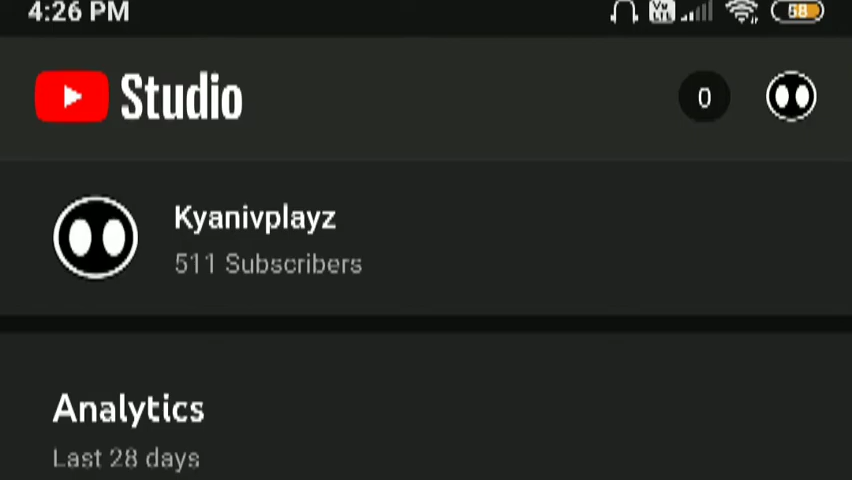 4:26 PM
58
Studio
0
Kyanivplayz
511 Subscribers
Analytics
Last 28 days